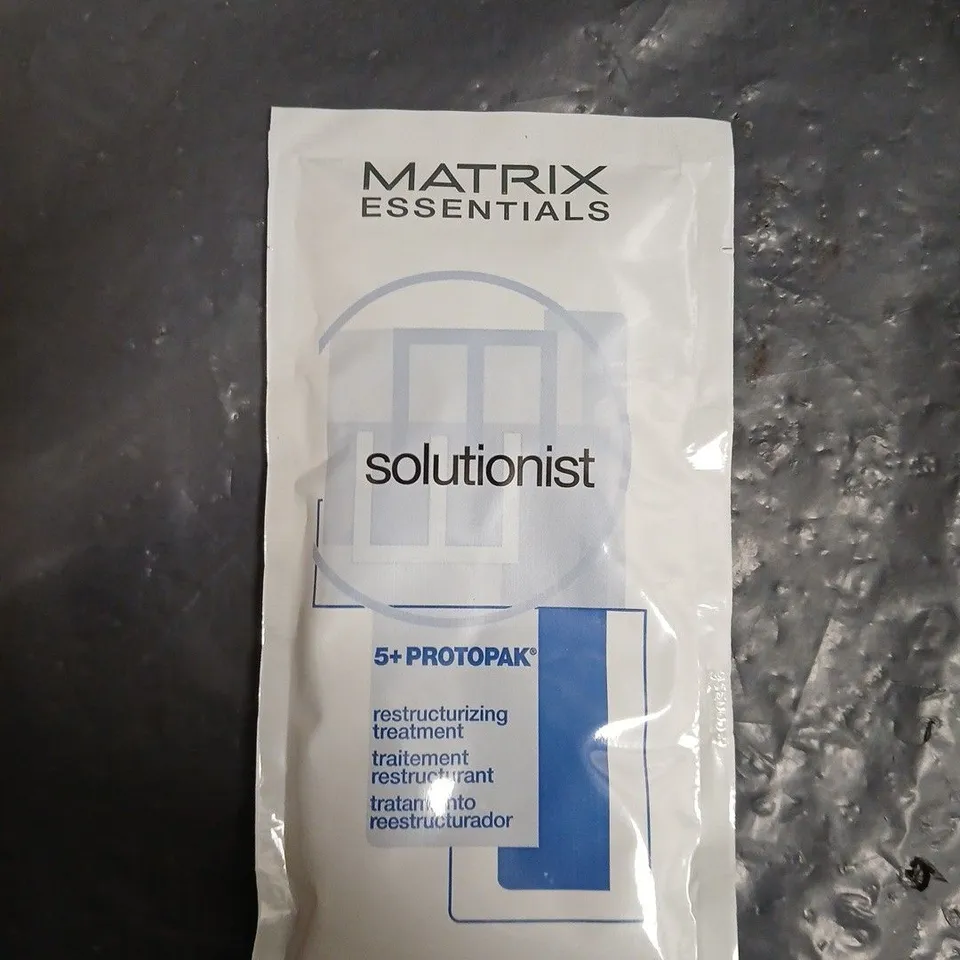 MATRIX
ESSENTIALS
solutionist
5+ PROTOPAK®
restructurizing
treatment
traitement
restructurant
reestructurador